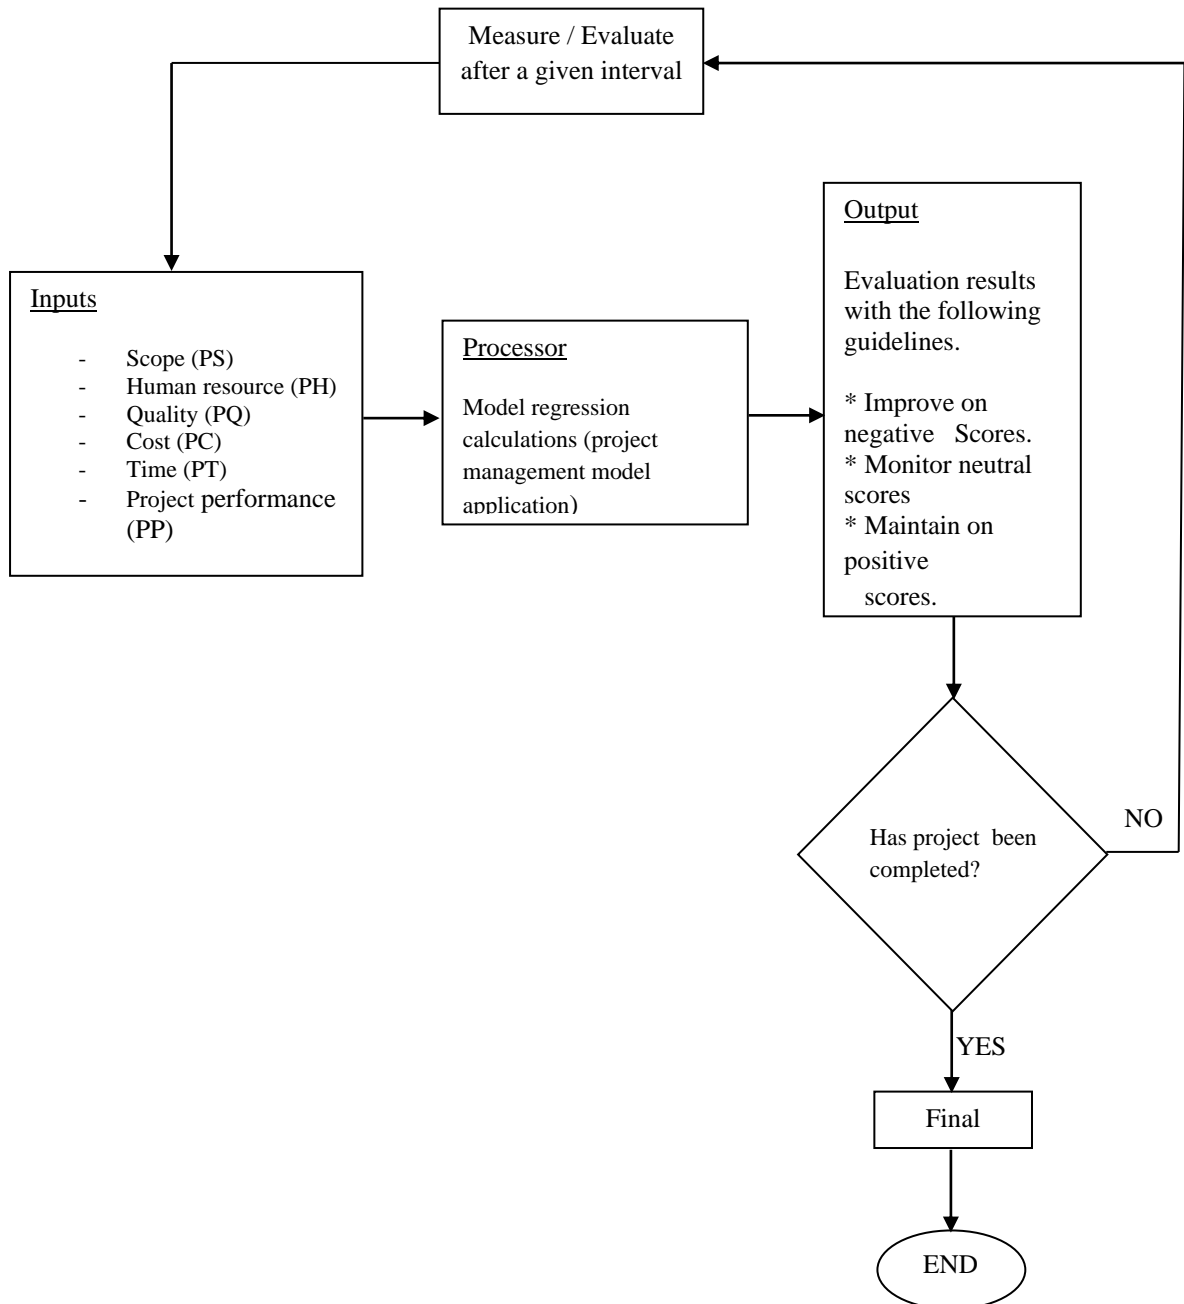 Measure / Evaluate
after a given interval
Inputs
- Scope (PS)
- Human resource (PH)
- Quality (PQ)
- Cost (PC)
- Time (PT)
- Project performance
(PP)
Processor
Model regression
calculations (project
management model
application)
Output
Evaluation results
with the following
guidelines.
* Improve on
negative Scores.
* Monitor neutral
scores
* Maintain on
positive
scores.
Has project been
completed?
NO
YES
Final
END